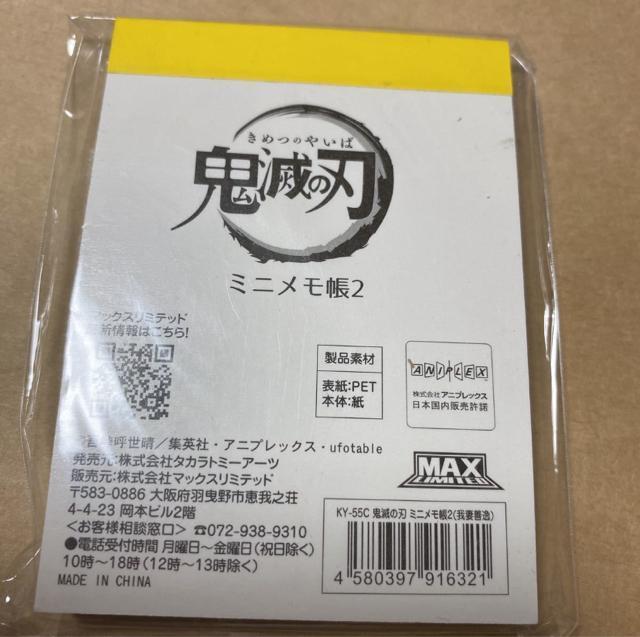 きめつのやいば
鬼滅の刃
ミニメモ帳2
マックスリミテッド
新情報はこちら!
製品素材
表紙:PET
本体:紙
ANIPLEX
株式会社アニプレックス
日本国内販売許諾
呼世晴/集英社・アニプレックス・ufotable
発売元:株式会社タカラトミーアーツ
販売元:株式会社マックスリミテッド
〒583-0886 大阪府羽曳野市恵我之荘
4-4-23 岡本ビル2階
<お客様相談窓口> ☎072-938-9310
●電話受付時間 月曜日~金曜日(祝日除く)
10時~18時(12時~13時除く)
MADE IN CHINA
MAX
LIMITED
KY-55C 鬼滅の刃 ミニメモ帳2(我妻善逸)
4 580397 916321